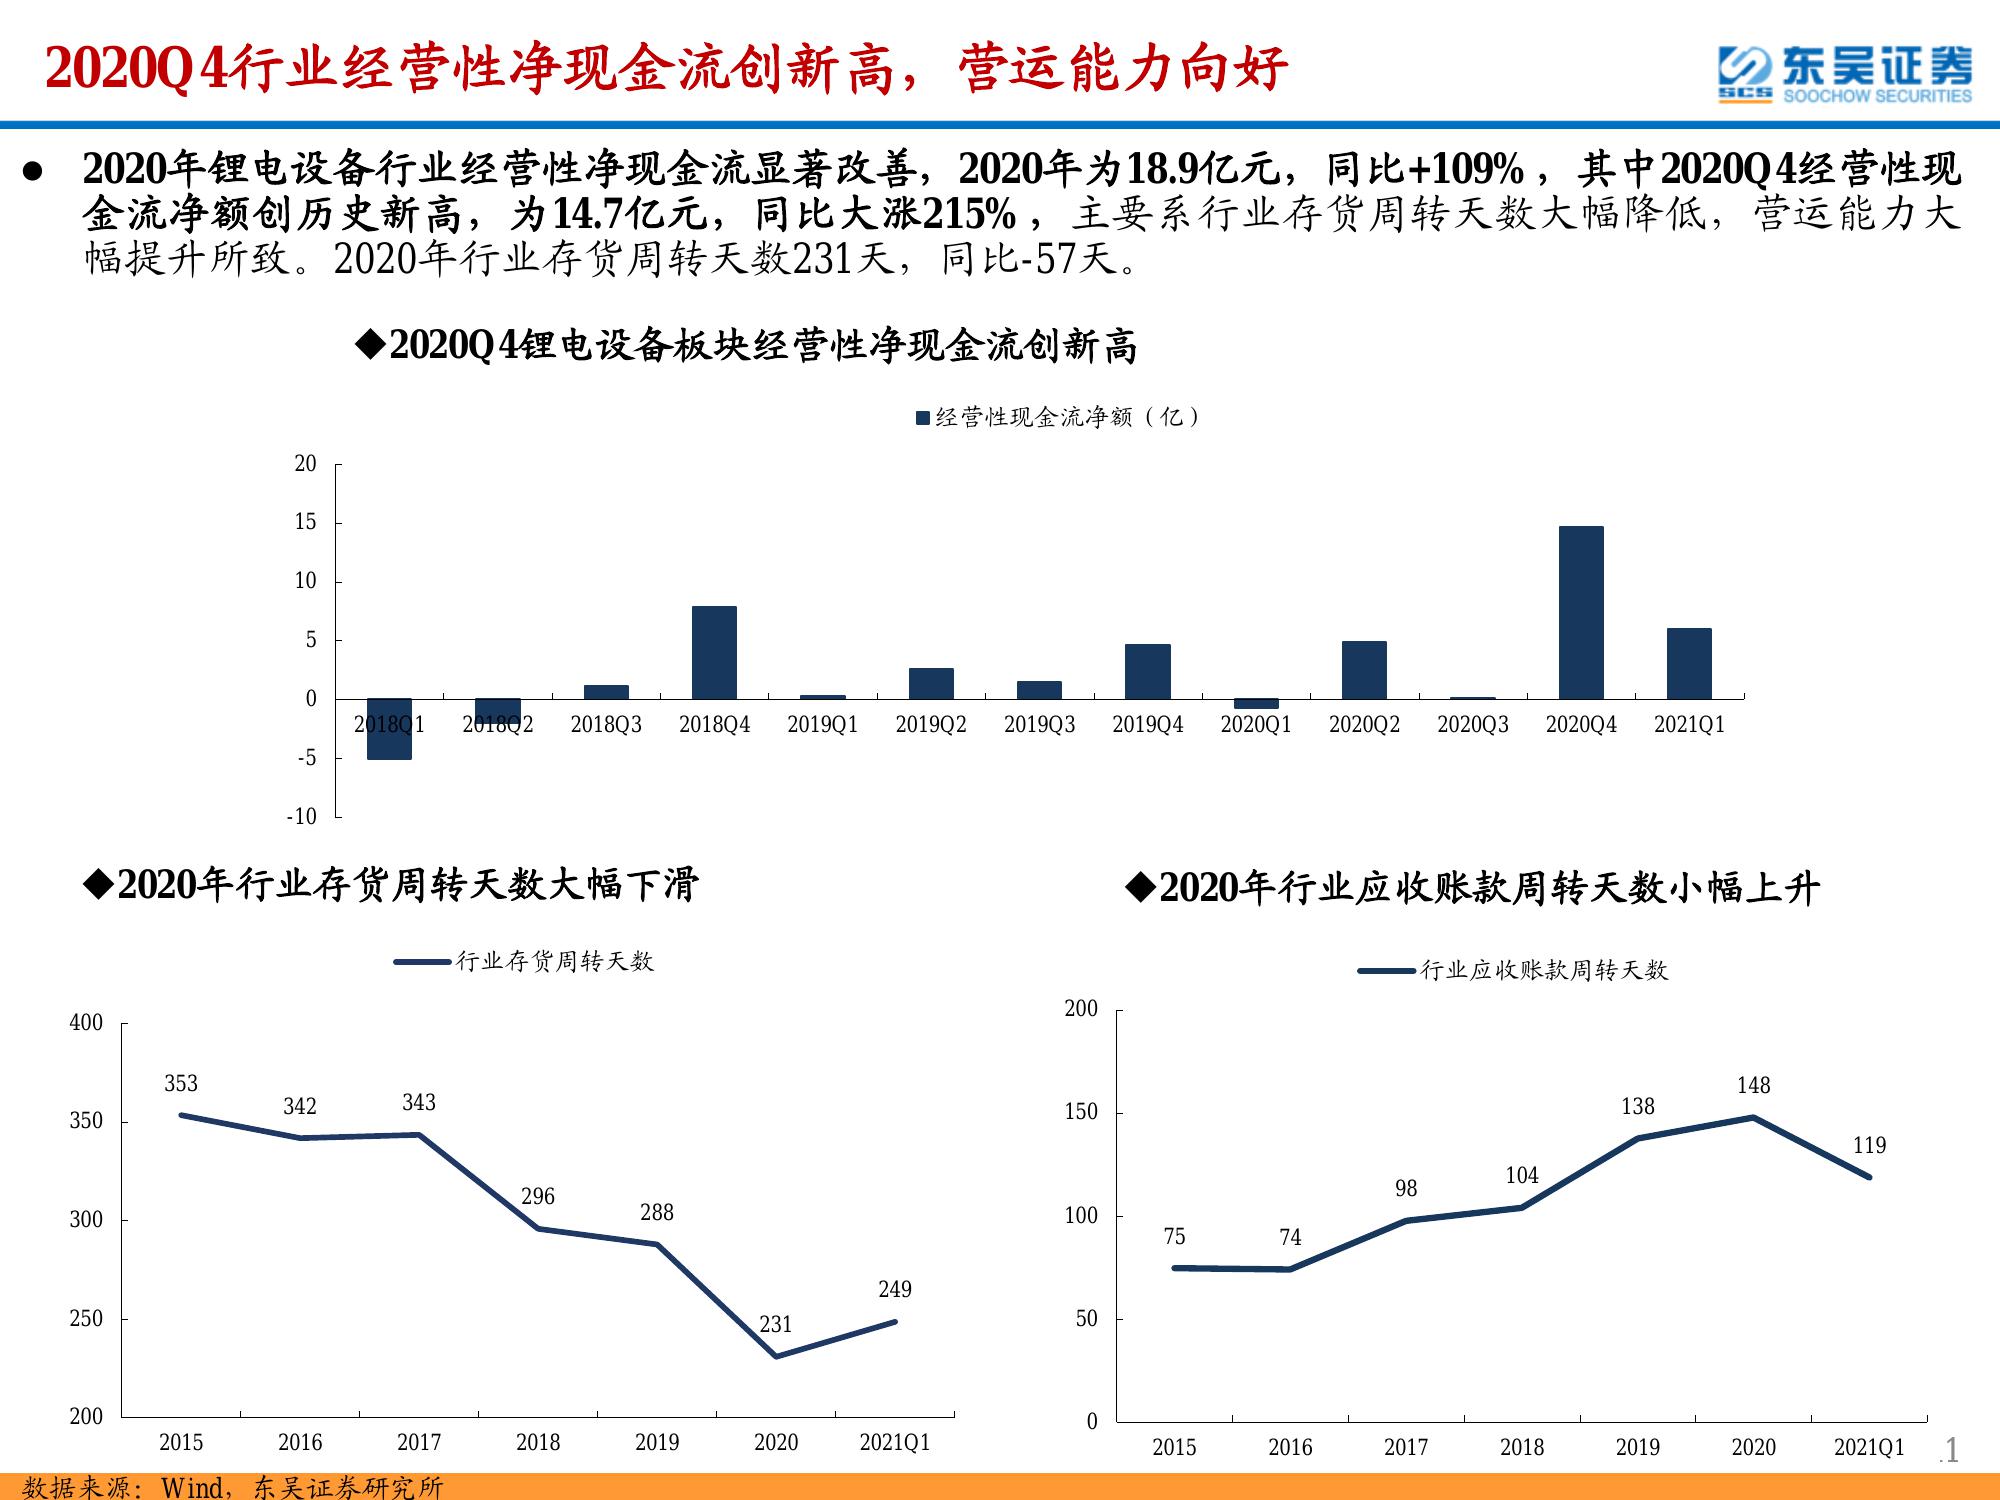 2020Q4行业经营性净现金流创新高，营运能力向好
东吴证券
SCS SOOCHOW SECURITIES
● 2020年锂电设备行业经营性净现金流显著改善，2020年为18.9亿元，同比+109%，其中2020Q4经营性现
金流净额创历史新高，为14.7亿元，同比大涨215%，主要系行业存货周转天数大幅降低，营运能力大
幅提升所致。2020年行业存货周转天数231天，同比-57天。
◆2020Q4锂电设备板块经营性净现金流创新高
经营性现金流净额（亿）
20
15
10
5
0
-5
-10
2018Q1 2018Q2 2018Q3 2018Q4 2019Q1 2019Q2 2019Q3 2019Q4 2020Q1 2020Q2 2020Q3 2020Q4 2021Q1
◆2020年行业存货周转天数大幅下滑
行业存货周转天数
400
350
300
250
200
353 342 343 296 288 231 249
2015 2016 2017 2018 2019 2020 2021Q1
◆2020年行业应收账款周转天数小幅上升
行业应收账款周转天数
200
150
100
50
0
75 74 98 104 138 148 119
2015 2016 2017 2018 2019 2020 2021Q1
数据来源：Wind，东吴证券研究所